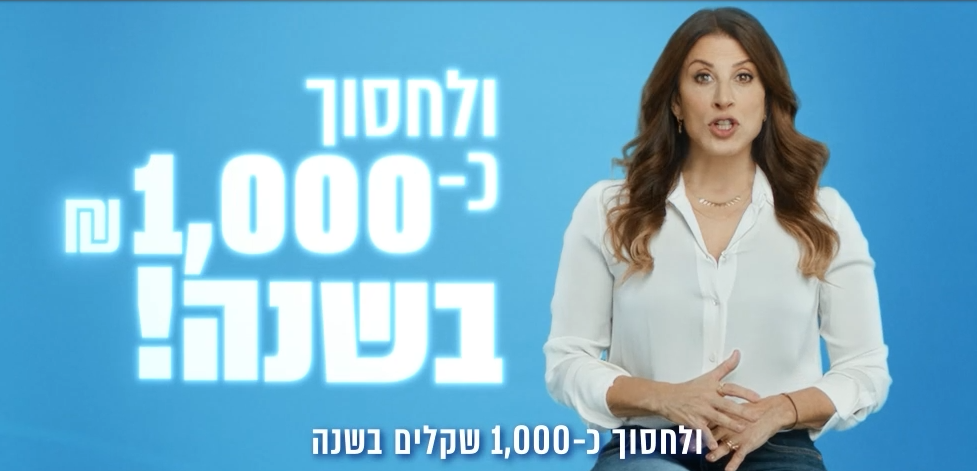 ולחסוך
כ-1,000 ₪
בשנה!
ולחסוך כ-1,000 שקלים בשנה